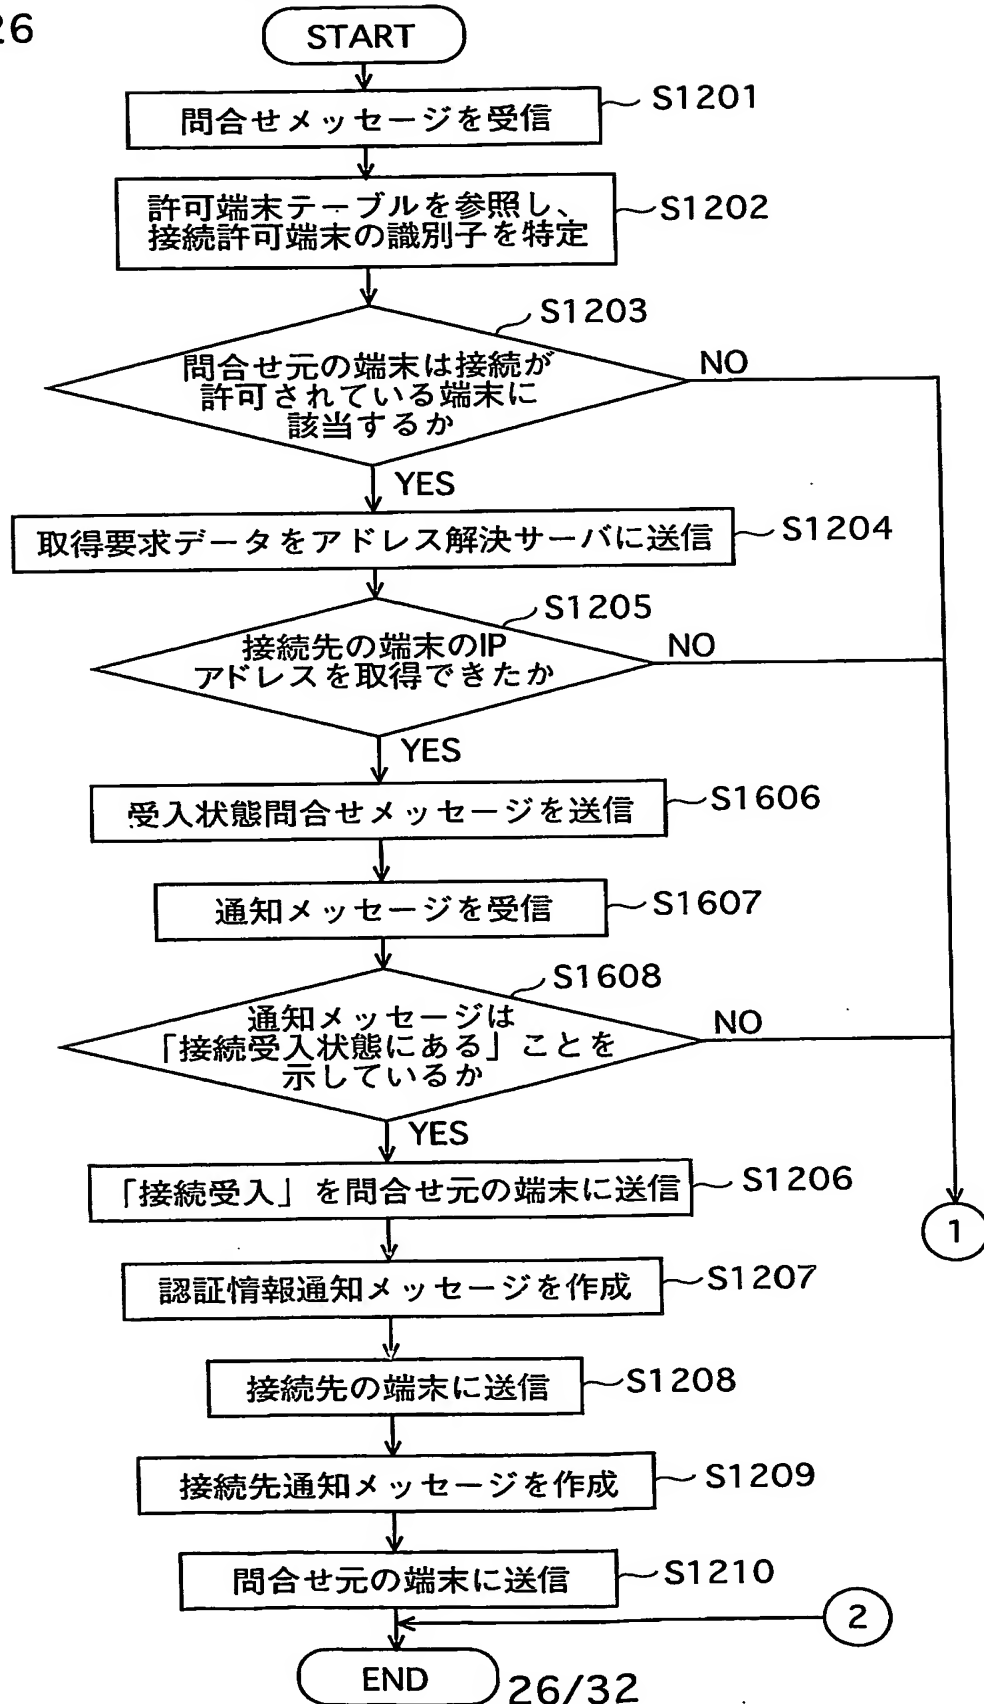 26
START
問合せメッセージを受信
S1201
許可端末テーブルを参照し、
接続許可端末の識別子を特定
S1202
S1203
問合せ元の端末は接続が
許可されている端末に
該当するか
NO
YES
取得要求データをアドレス解決サーバに送信
S1204
S1205
接続先の端末のIP
アドレスを取得できたか
NO
YES
受入状態問合せメッセージを送信
S1606
通知メッセージを受信
S1607
S1608
通知メッセージは
「接続受入状態にある」ことを
示しているか
NO
YES
「接続受入」を問合せ元の端末に送信
S1206
1
認証情報通知メッセージを作成
S1207
接続先の端末に送信
S1208
接続先通知メッセージを作成
S1209
問合せ元の端末に送信
S1210
2
END
26/32